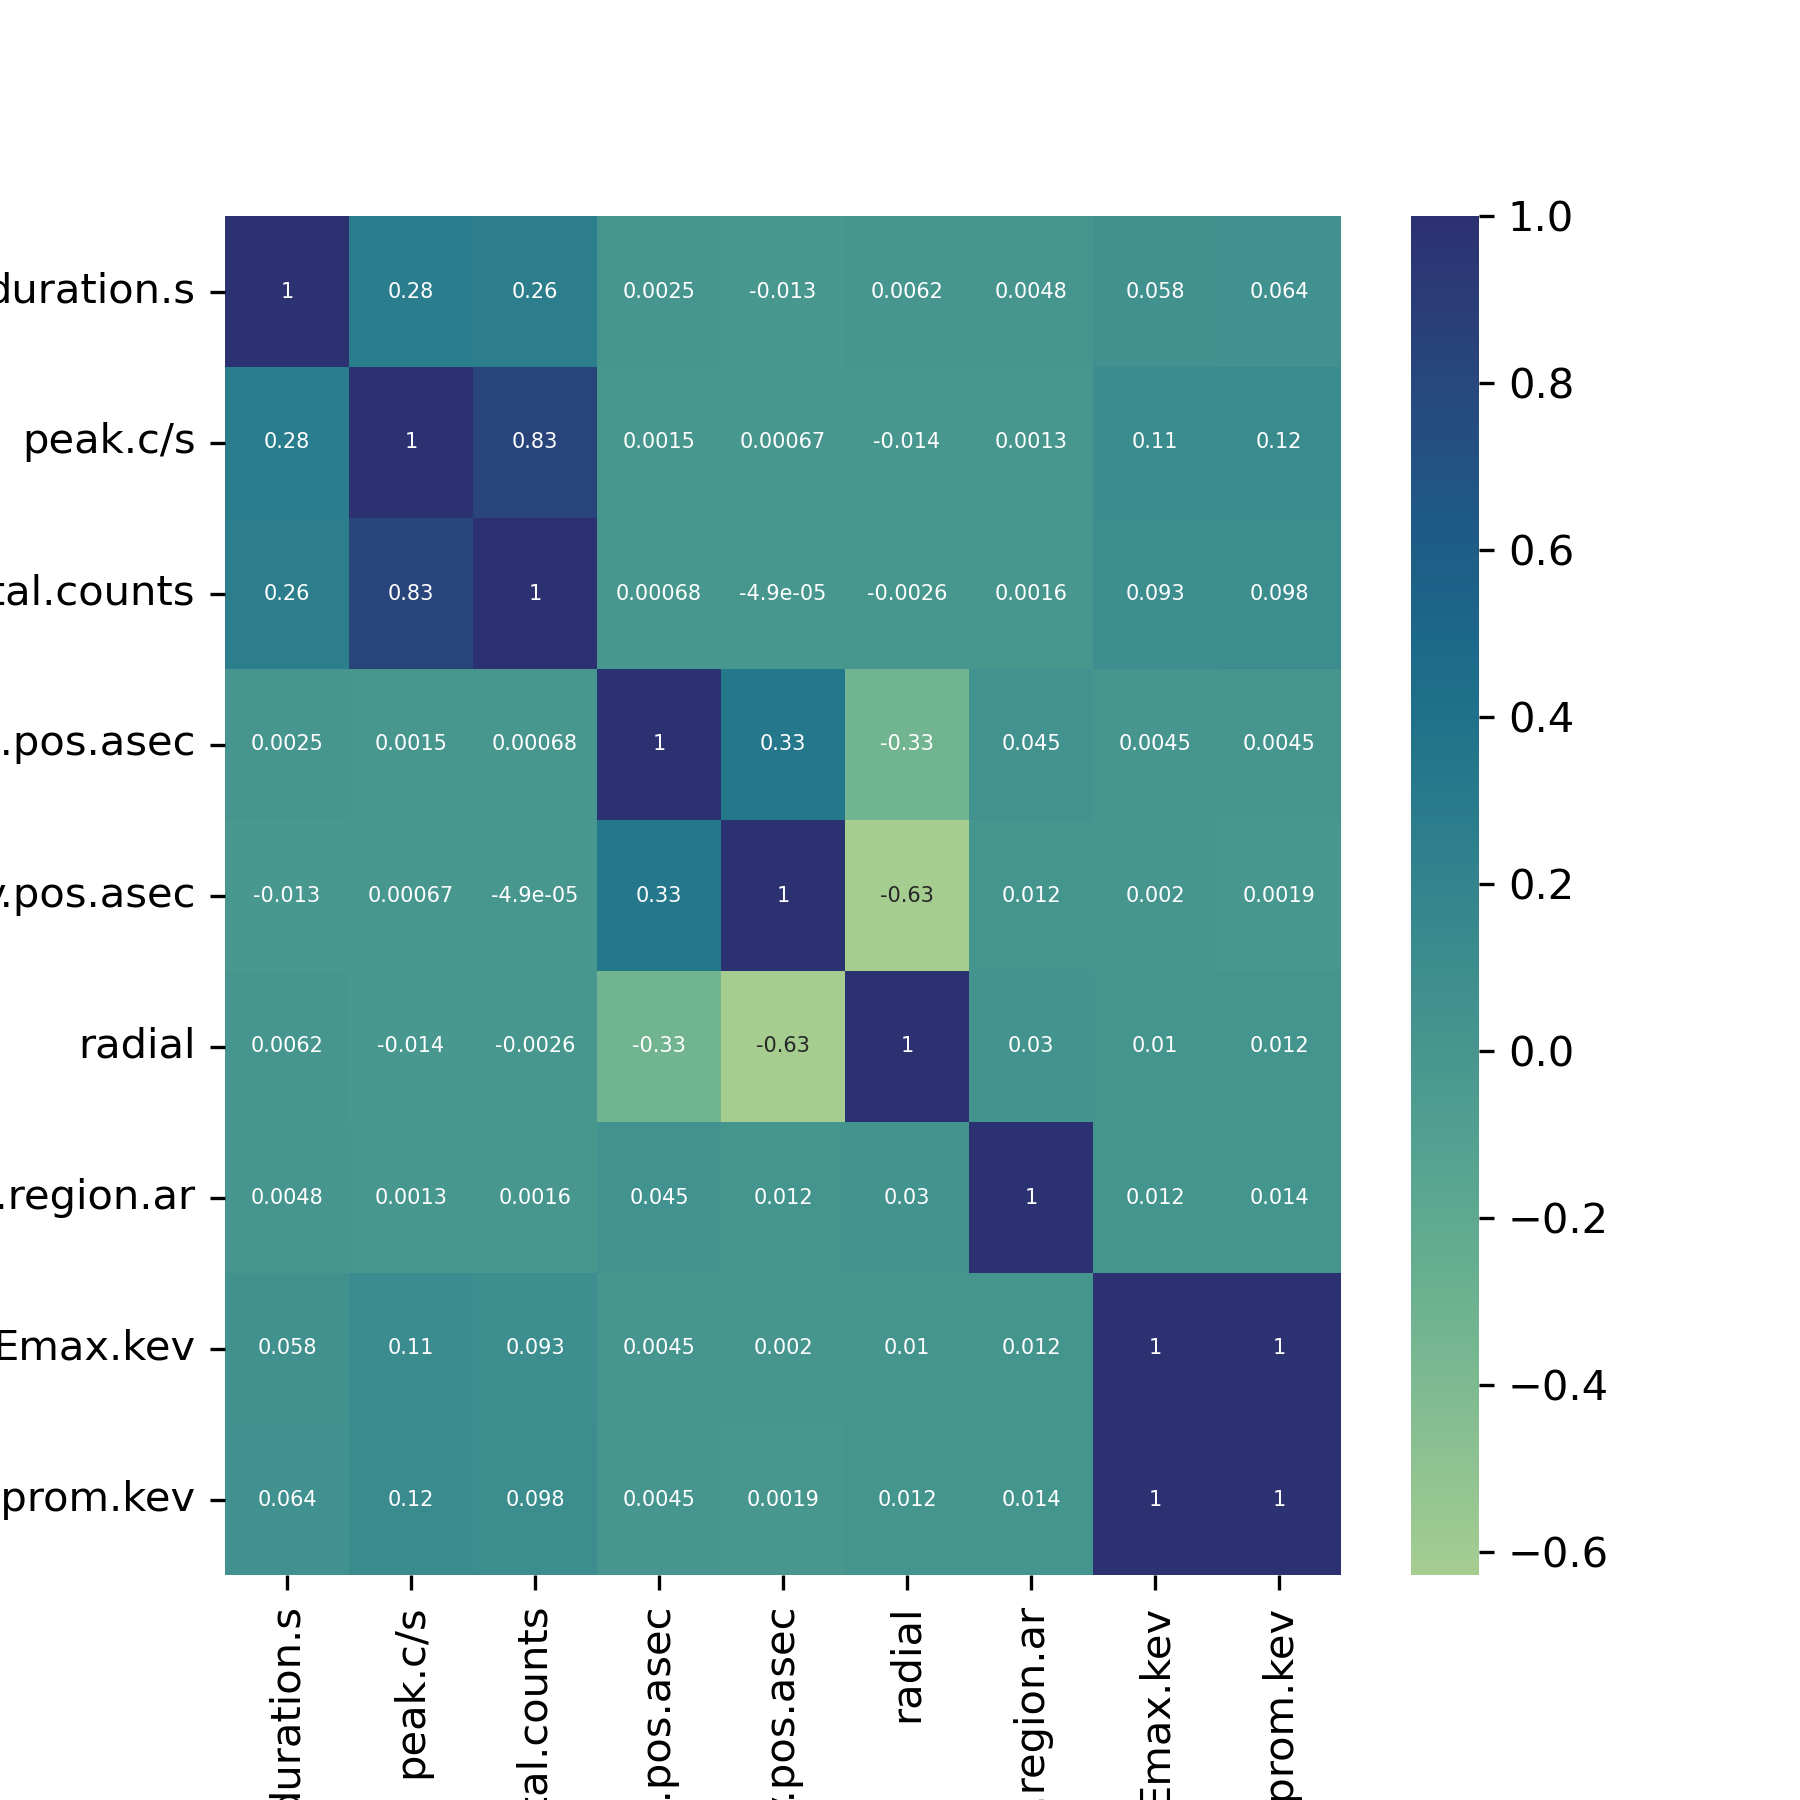 duration.s 1 0.28 0.26 0.0025 -0.013 0.0062 0.0048 0.058 0.064
peak.c/s 0.28 1 0.83 0.0015 0.00067 -0.014 0.0013 0.11 0.12
tal.counts 0.26 0.83 1 0.00068 -4.9e-05 -0.0026 0.0016 0.093 0.098
.pos.asec 0.0025 0.0015 0.00068 1 0.33 -0.33 0.045 0.0045 0.0045
y.pos.asec -0.013 0.00067 -4.9e-05 0.33 1 -0.63 0.012 0.002 0.0019
radial 0.0062 -0.014 -0.0026 -0.33 -0.63 1 0.03 0.01 0.012
.region.ar 0.0048 0.0013 0.0016 0.045 0.012 0.03 1 0.012 0.014
Emax.kev 0.058 0.11 0.093 0.0045 0.002 0.01 0.012 1 1
prom.kev 0.064 0.12 0.098 0.0045 0.0019 0.012 0.014 1 1
duration.s
peak.c/s
tal.counts
.pos.asec
y.pos.asec
radial
.region.ar
Emax.kev
prom.kev
1.0
0.8
0.6
0.4
0.2
0.0
−0.2
−0.4
−0.6